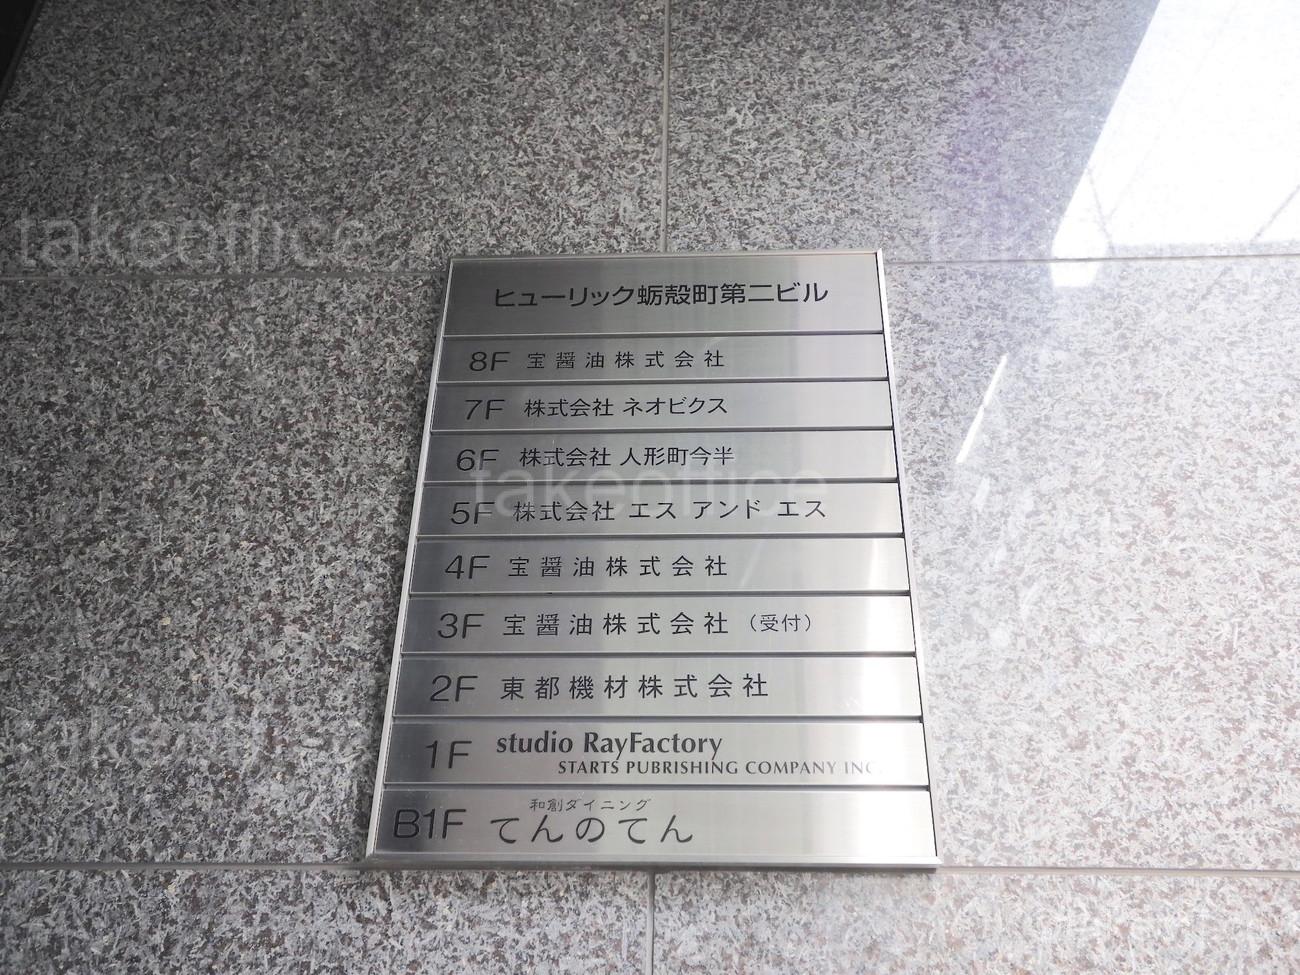 ヒューリック蛎殻町第二ビル
8F 宝醤油株式会社
7F 株式会社 ネオビクス
6F 株式会社 人形町今半
5F 株式会社 エス アンド エス
4F 宝醤油株式会社
3F 宝醤油株式会社（受付）
2F 東都機材株式会社
1F studio RayFactory
STARTS PUBRISHING COMPANY INC.
和創ダイニング
B1F てんのてん
takeoffice
takeoffice
takeoffice